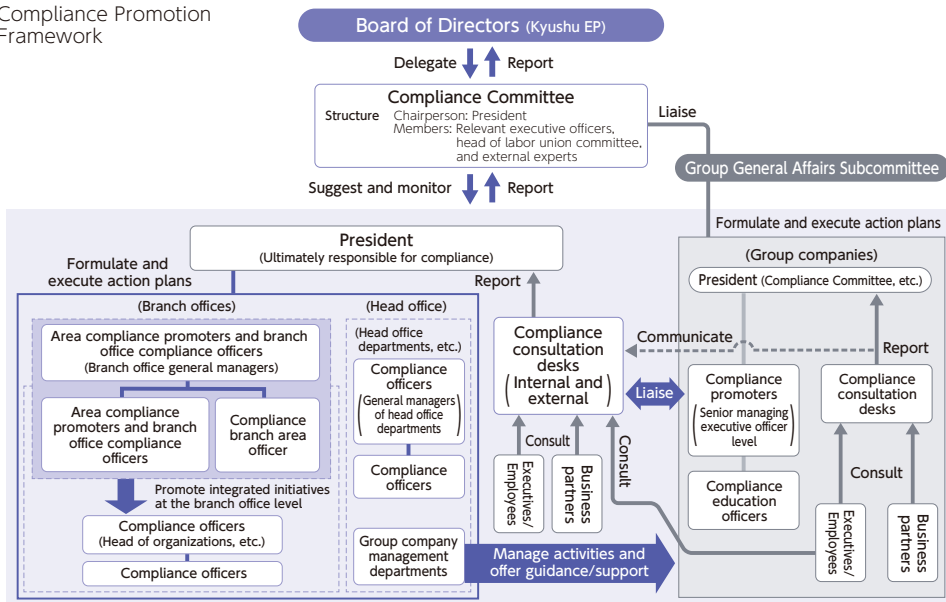 Compliance Promotion
Framework
Board of Directors (Kyushu EP)
Delegate
Report
Compliance Committee
Structure
Chairperson: President
Members: Relevant executive officers,
head of labor union committee,
and external experts
Liaise
Group General Affairs Subcommittee
Suggest and monitor
Report
Formulate and execute action plans
President
(Ultimately responsible for compliance)
Formulate and
execute action plans
(Branch offices)
Area compliance promoters and branch
office compliance officers
(Branch office general managers)
Area compliance
promoters and branch
office compliance
officers
Compliance
branch area
officer
Promote integrated initiatives
at the branch office level
Compliance officers
(Head of organizations, etc.)
Compliance officers
(Head office)
(Head office
departments, etc.)
Compliance
officers
(General managers
of head office
departments)
Compliance
officers
Group company
management
departments
Manage activities and
offer guidance/support
Report
Compliance
consultation
desks
(Internal and
external)
Consult
Executives/
Employees
Business
partners
Consult
Communicate
Liaise
(Group companies)
President (Compliance Committee, etc.)
Report
Compliance
promoters
(Senior managing
executive officer
level)
Compliance
education
officers
Compliance
consultation
desks
Consult
Executives/
Employees
Business
partners